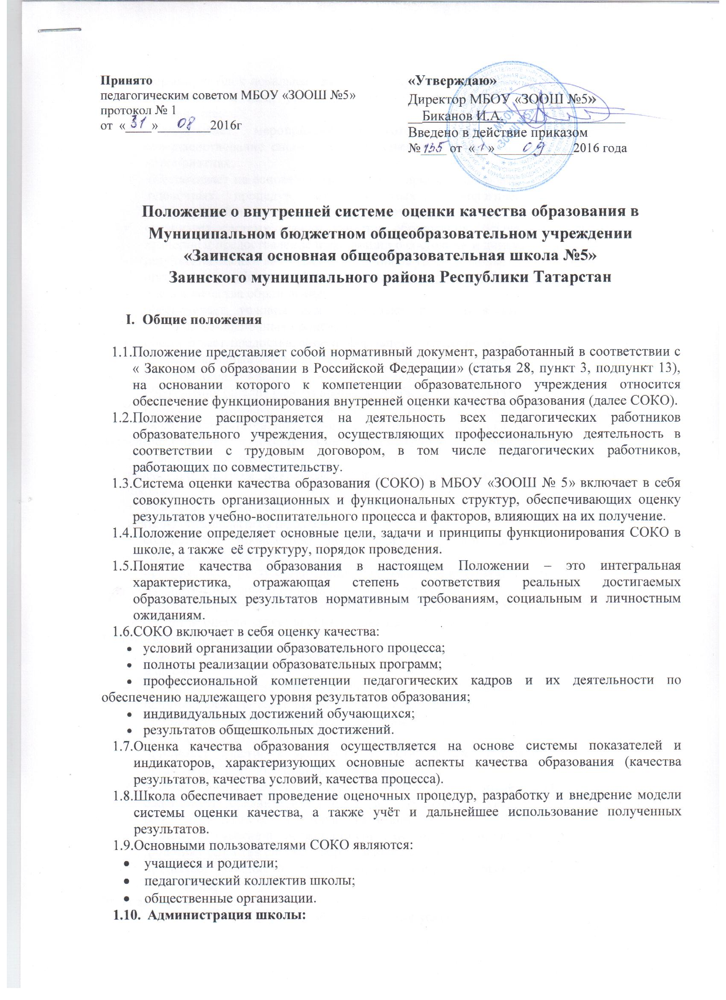 Принято
педагогическим советом МБОУ «ЗООШ №5»
протокол № 1
от «31» 08 2016г
«Утверждаю»
Директор МБОУ «ЗООШ №5»
Биканов И.А.
Введено в действие приказом
№ 135 от «1» 09 2016 года
МБОУ
«ЗООШ №5»
Положение о внутренней системе оценки качества образования в
Муниципальном бюджетном общеобразовательном учреждении
«Заинская основная общеобразовательная школа №5»
Заинского муниципального района Республики Татарстан
I. Общие положения
1.1.Положение представляет собой нормативный документ, разработанный в соответствии с
« Законом об образовании в Российской Федерации» (статья 28, пункт 3, подпункт 13),
на основании которого к компетенции образовательного учреждения относится
обеспечение функционирования внутренней оценки качества образования (далее СОКО).
1.2.Положение распространяется на деятельность всех педагогических работников
образовательного учреждения, осуществляющих профессиональную деятельность в
соответствии с трудовым договором, в том числе педагогических работников,
работающих по совместительству.
1.3.Система оценки качества образования (СОКО) в МБОУ «ЗООШ № 5» включает в себя
совокупность организационных и функциональных структур, обеспечивающих оценку
результатов учебно-воспитательного процесса и факторов, влияющих на их получение.
1.4.Положение определяет основные цели, задачи и принципы функционирования СОКО в
школе, а также её структуру, порядок проведения.
1.5.Понятие качества образования в настоящем Положении – это интегральная
характеристика, отражающая степень соответствия реальных достигаемых
образовательных результатов нормативным требованиям, социальным и личностным
ожиданиям.
1.6.СОКО включает в себя оценку качества:
• условий организации образовательного процесса;
• полноты реализации образовательных программ;
• профессиональной компетенции педагогических кадров и их деятельности по
обеспечению надлежащего уровня результатов образования;
• индивидуальных достижений обучающихся;
• результатов общешкольных достижений.
1.7.Оценка качества образования осуществляется на основе системы показателей и
индикаторов, характеризующих основные аспекты качества образования (качества
результатов, качества условий, качества процесса).
1.8.Школа обеспечивает проведение оценочных процедур, разработку и внедрение модели
системы оценки качества, а также учёт и дальнейшее использование полученных
результатов.
1.9.Основными пользователями СОКО являются:
• учащиеся и родители;
• педагогический коллектив школы;
• общественные организации.
1.10. Администрация школы: